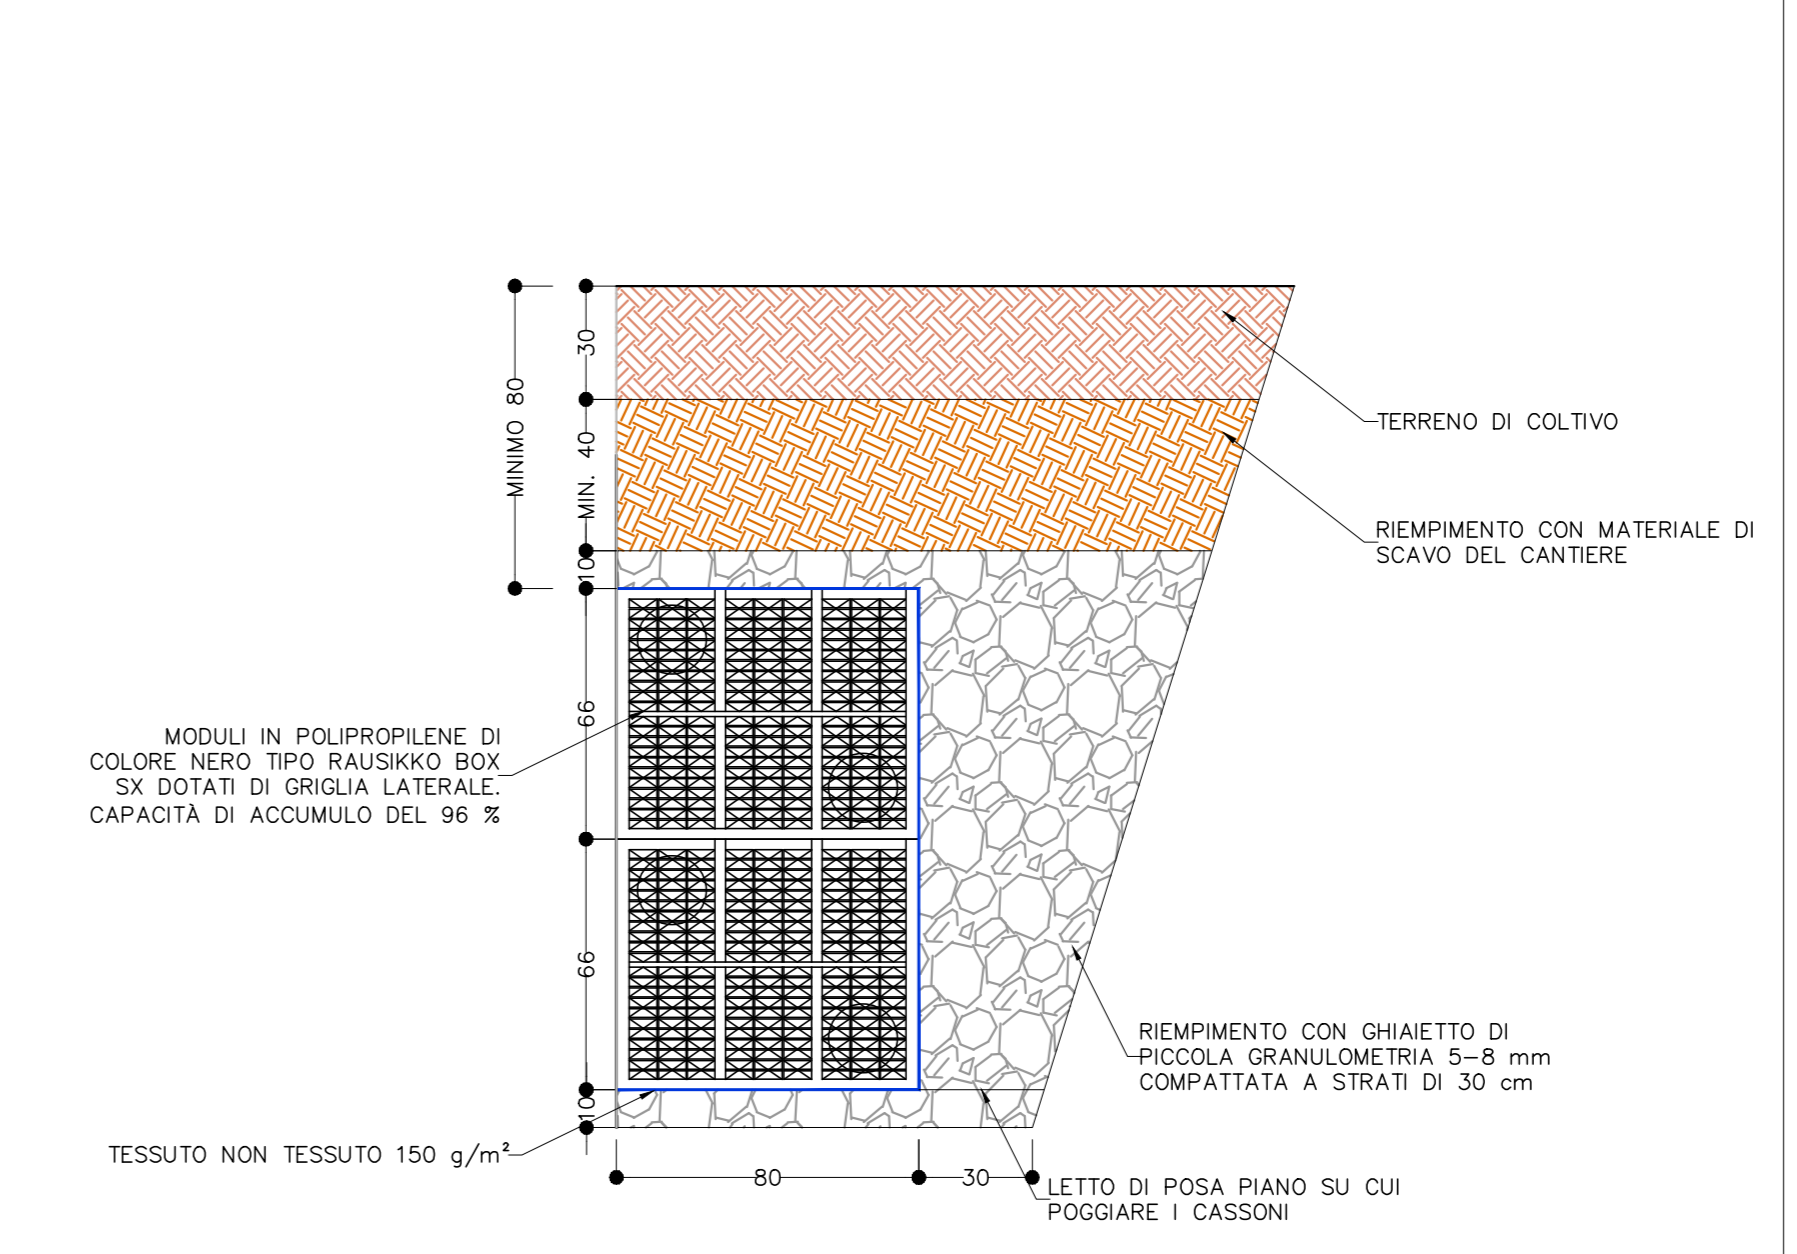 30
MINIMO 80
MIN. 40
10
TERRENO DI COLTIVO
RIEMPIMENTO CON MATERIALE DI
SCAVO DEL CANTIERE
66
MODULI IN POLIPROPILENE DI
COLORE NERO TIPO RAUSIKKO BOX
SX DOTATI DI GRIGLIA LATERALE.
CAPACITÀ DI ACCUMULO DEL 96 %
66
RIEMPIMENTO CON GHIAIETTO DI
PICCOLA GRANULOMETRIA 5-8 mm
COMPATTATA A STRATI DI 30 cm
10
TESSUTO NON TESSUTO 150 g/m²
80
30
LETTO DI POSA PIANO SU CUI
POGGIARE I CASSONI